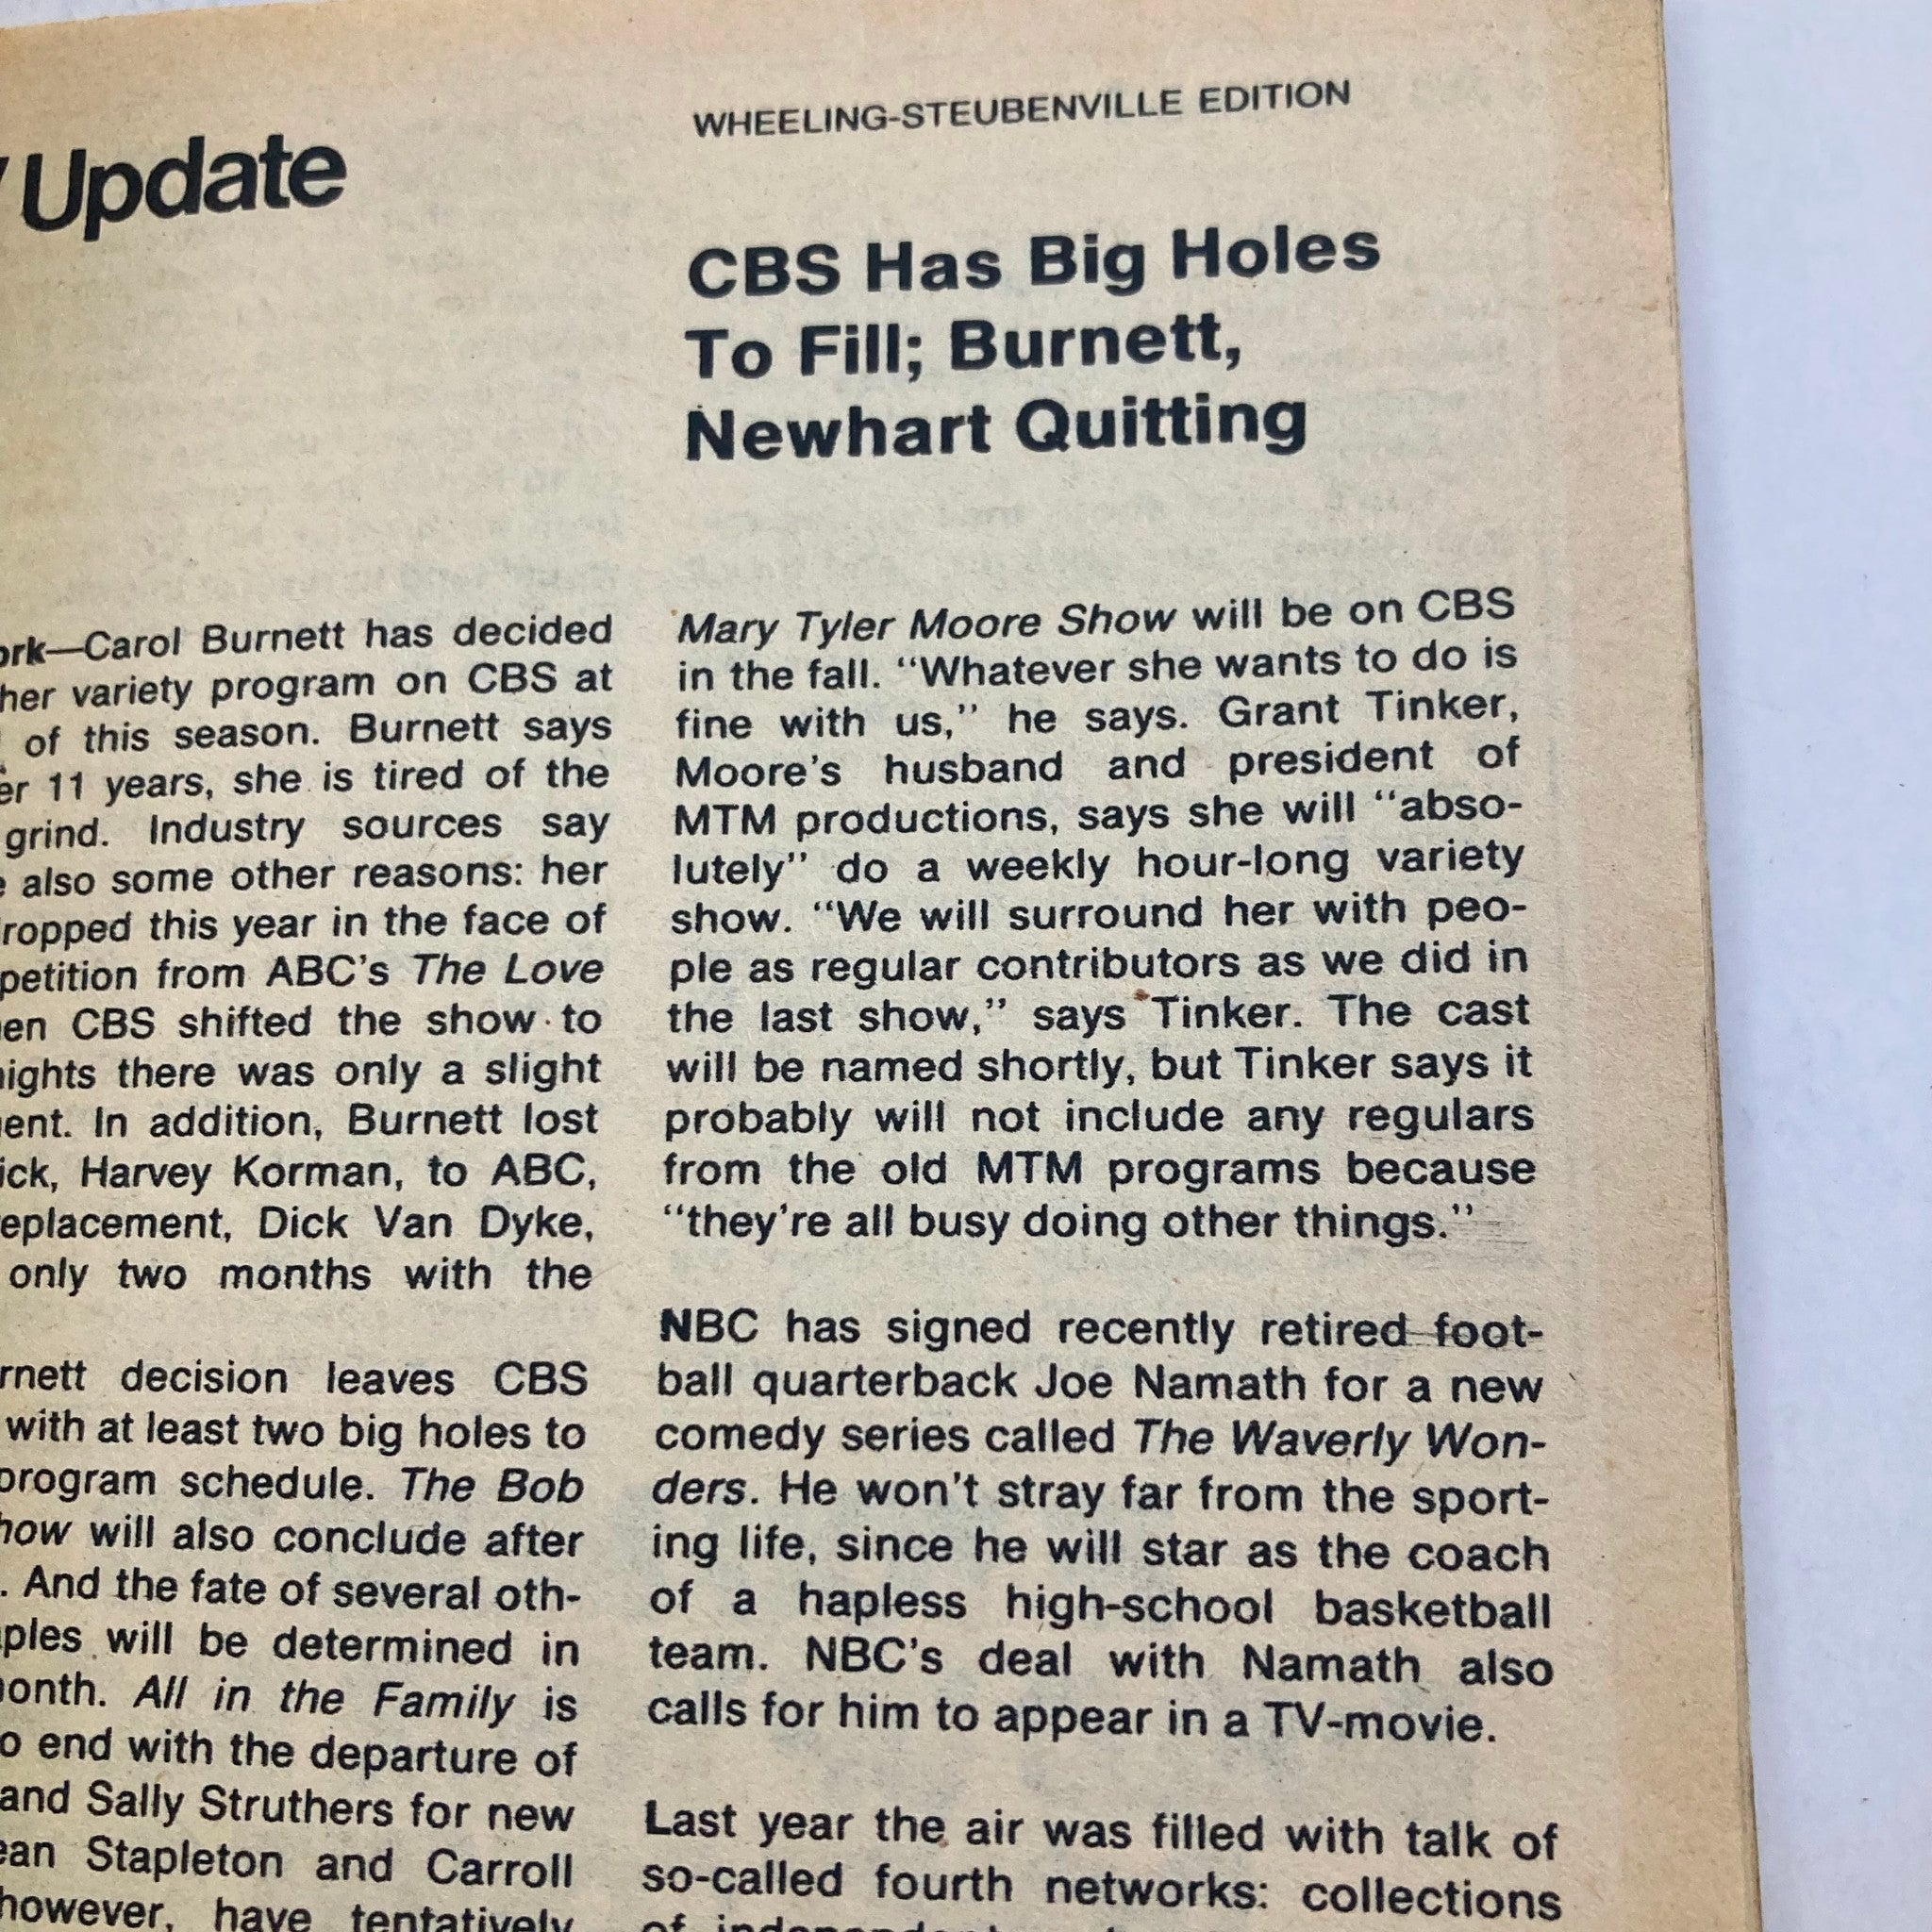 Update
WHEELING-STEUBENVILLE EDITION
CBS Has Big Holes
To Fill; Burnett,
Newhart Quitting
—Carol Burnett has decided
her variety program on CBS at
of this season. Burnett says
11 years, she is tired of the
grind. Industry sources say
also some other reasons: her
this year in the face of
from ABC's The Love
CBS shifted the show to
there was only a slight
In addition, Burnett lost
Harvey Korman, to ABC,
Dick Van Dyke,
only two months with the
decision leaves CBS
with at least two big holes to
program schedule. The Bob
will also conclude after
. And the fate of several oth-
will be determined in
All in the Family is
end with the departure of
and Sally Struthers for new
Stapleton and Carroll
however, have tentatively
Mary Tyler Moore Show will be on CBS
in the fall. "Whatever she wants to do is
fine with us," he says. Grant Tinker,
Moore's husband and president of
MTM productions, says she will "abso-
lutely" do a weekly hour-long variety
show. "We will surround her with peo-
ple as regular contributors as we did in
the last show," says Tinker. The cast
will be named shortly, but Tinker says it
probably will not include any regulars
from the old MTM programs because
"they're all busy doing other things."
NBC has signed recently retired foot-
ball quarterback Joe Namath for a new
comedy series called The Waverly Won-
ders. He won't stray far from the sport-
ing life, since he will star as the coach
of a hapless high-school basketball
team. NBC's deal with Namath also
calls for him to appear in a TV-movie.
Last year the air was filled with talk of
so-called fourth networks: collections